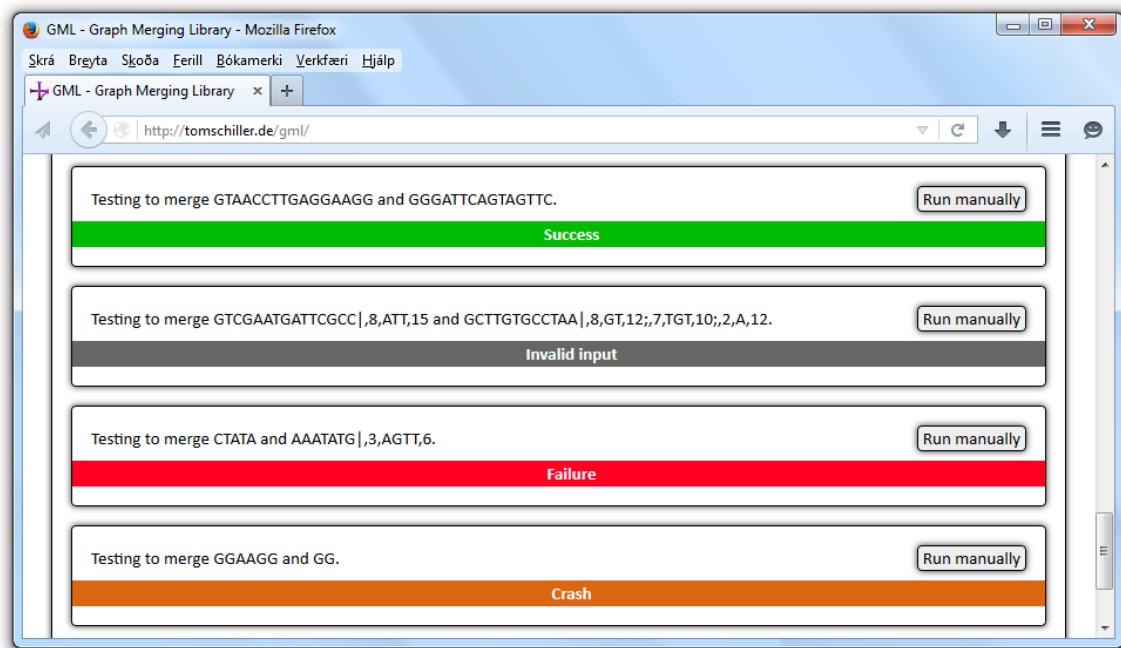 GML - Graph Merging Library - Mozilla Firefox
Skrá Breyta Skoða Ferill Bókamerki Verkfæri Hjálp
GML - Graph Merging Library
http://tomschiller.de/gml/
Testing to merge GTAACCTTGAGGAAGG and GGGATTCAGTAGTTC. Run manually
Success
Testing to merge GTCGAATGATTCGCC|,8,ATT,15 and GCTTGTGCCTAA|,8,GT,12;,7,TGT,10;,2,A,12. Run manually
Invalid input
Testing to merge CTATA and AAATATG|,3,AGTT,6. Run manually
Failure
Testing to merge GGAAGG and GG. Run manually
Crash